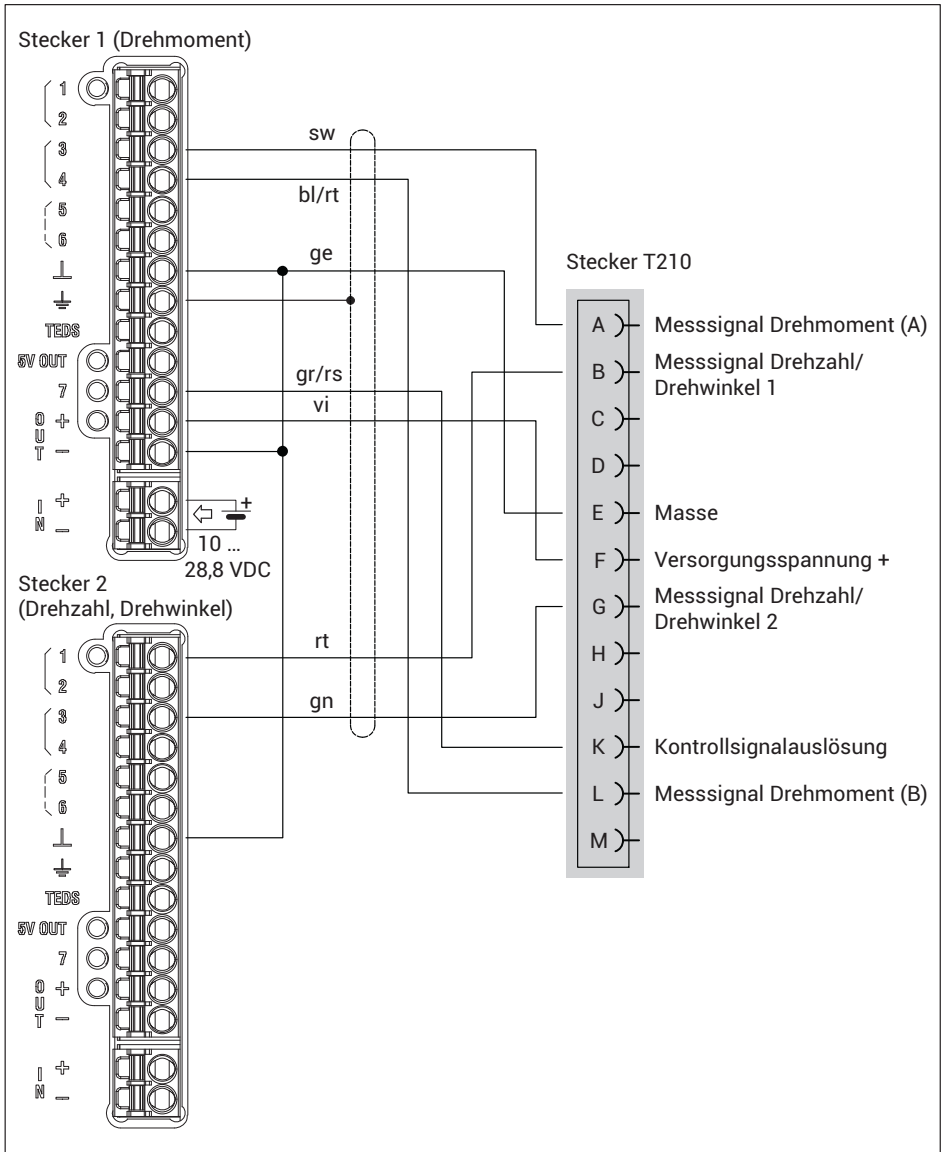 Stecker 1 (Drehmoment)
1
2
3
4
5
6
TEDS
5V OUT
7
OUT
+
−
IN
+
−
sw
bl/rt
ge
gr/rs
vi
+
10 ...
28,8 VDC
Stecker 2
(Drehzahl, Drehwinkel)
1
2
3
4
5
6
TEDS
5V OUT
7
OUT
+
−
IN
+
−
rt
gn
Stecker T210
A Messsignal Drehmoment (A)
B Messsignal Drehzahl/
Drehwinkel 1
C
D
E Masse
F Versorgungsspannung +
G Messsignal Drehzahl/
Drehwinkel 2
H
J
K Kontrollsignalauslösung
L Messsignal Drehmoment (B)
M